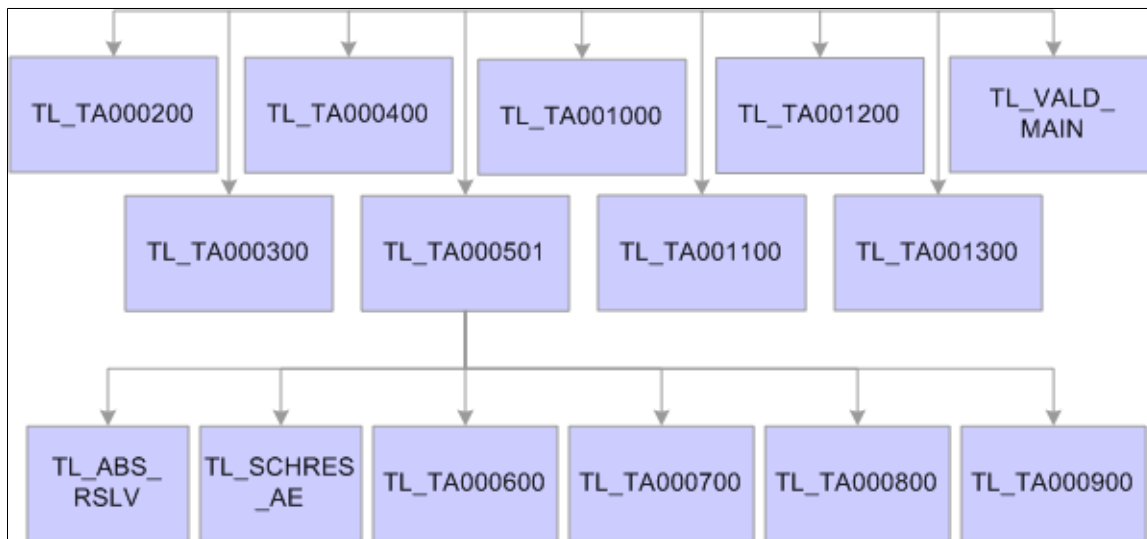 TL_TA000200
TL_TA000400
TL_TA001000
TL_TA001200
TL_VALD_
MAIN
TL_TA000300
TL_TA000501
TL_TA001100
TL_TA001300
TL_ABS_
RSLV
TL_SCHRES
_AE
TL_TA000600
TL_TA000700
TL_TA000800
TL_TA000900